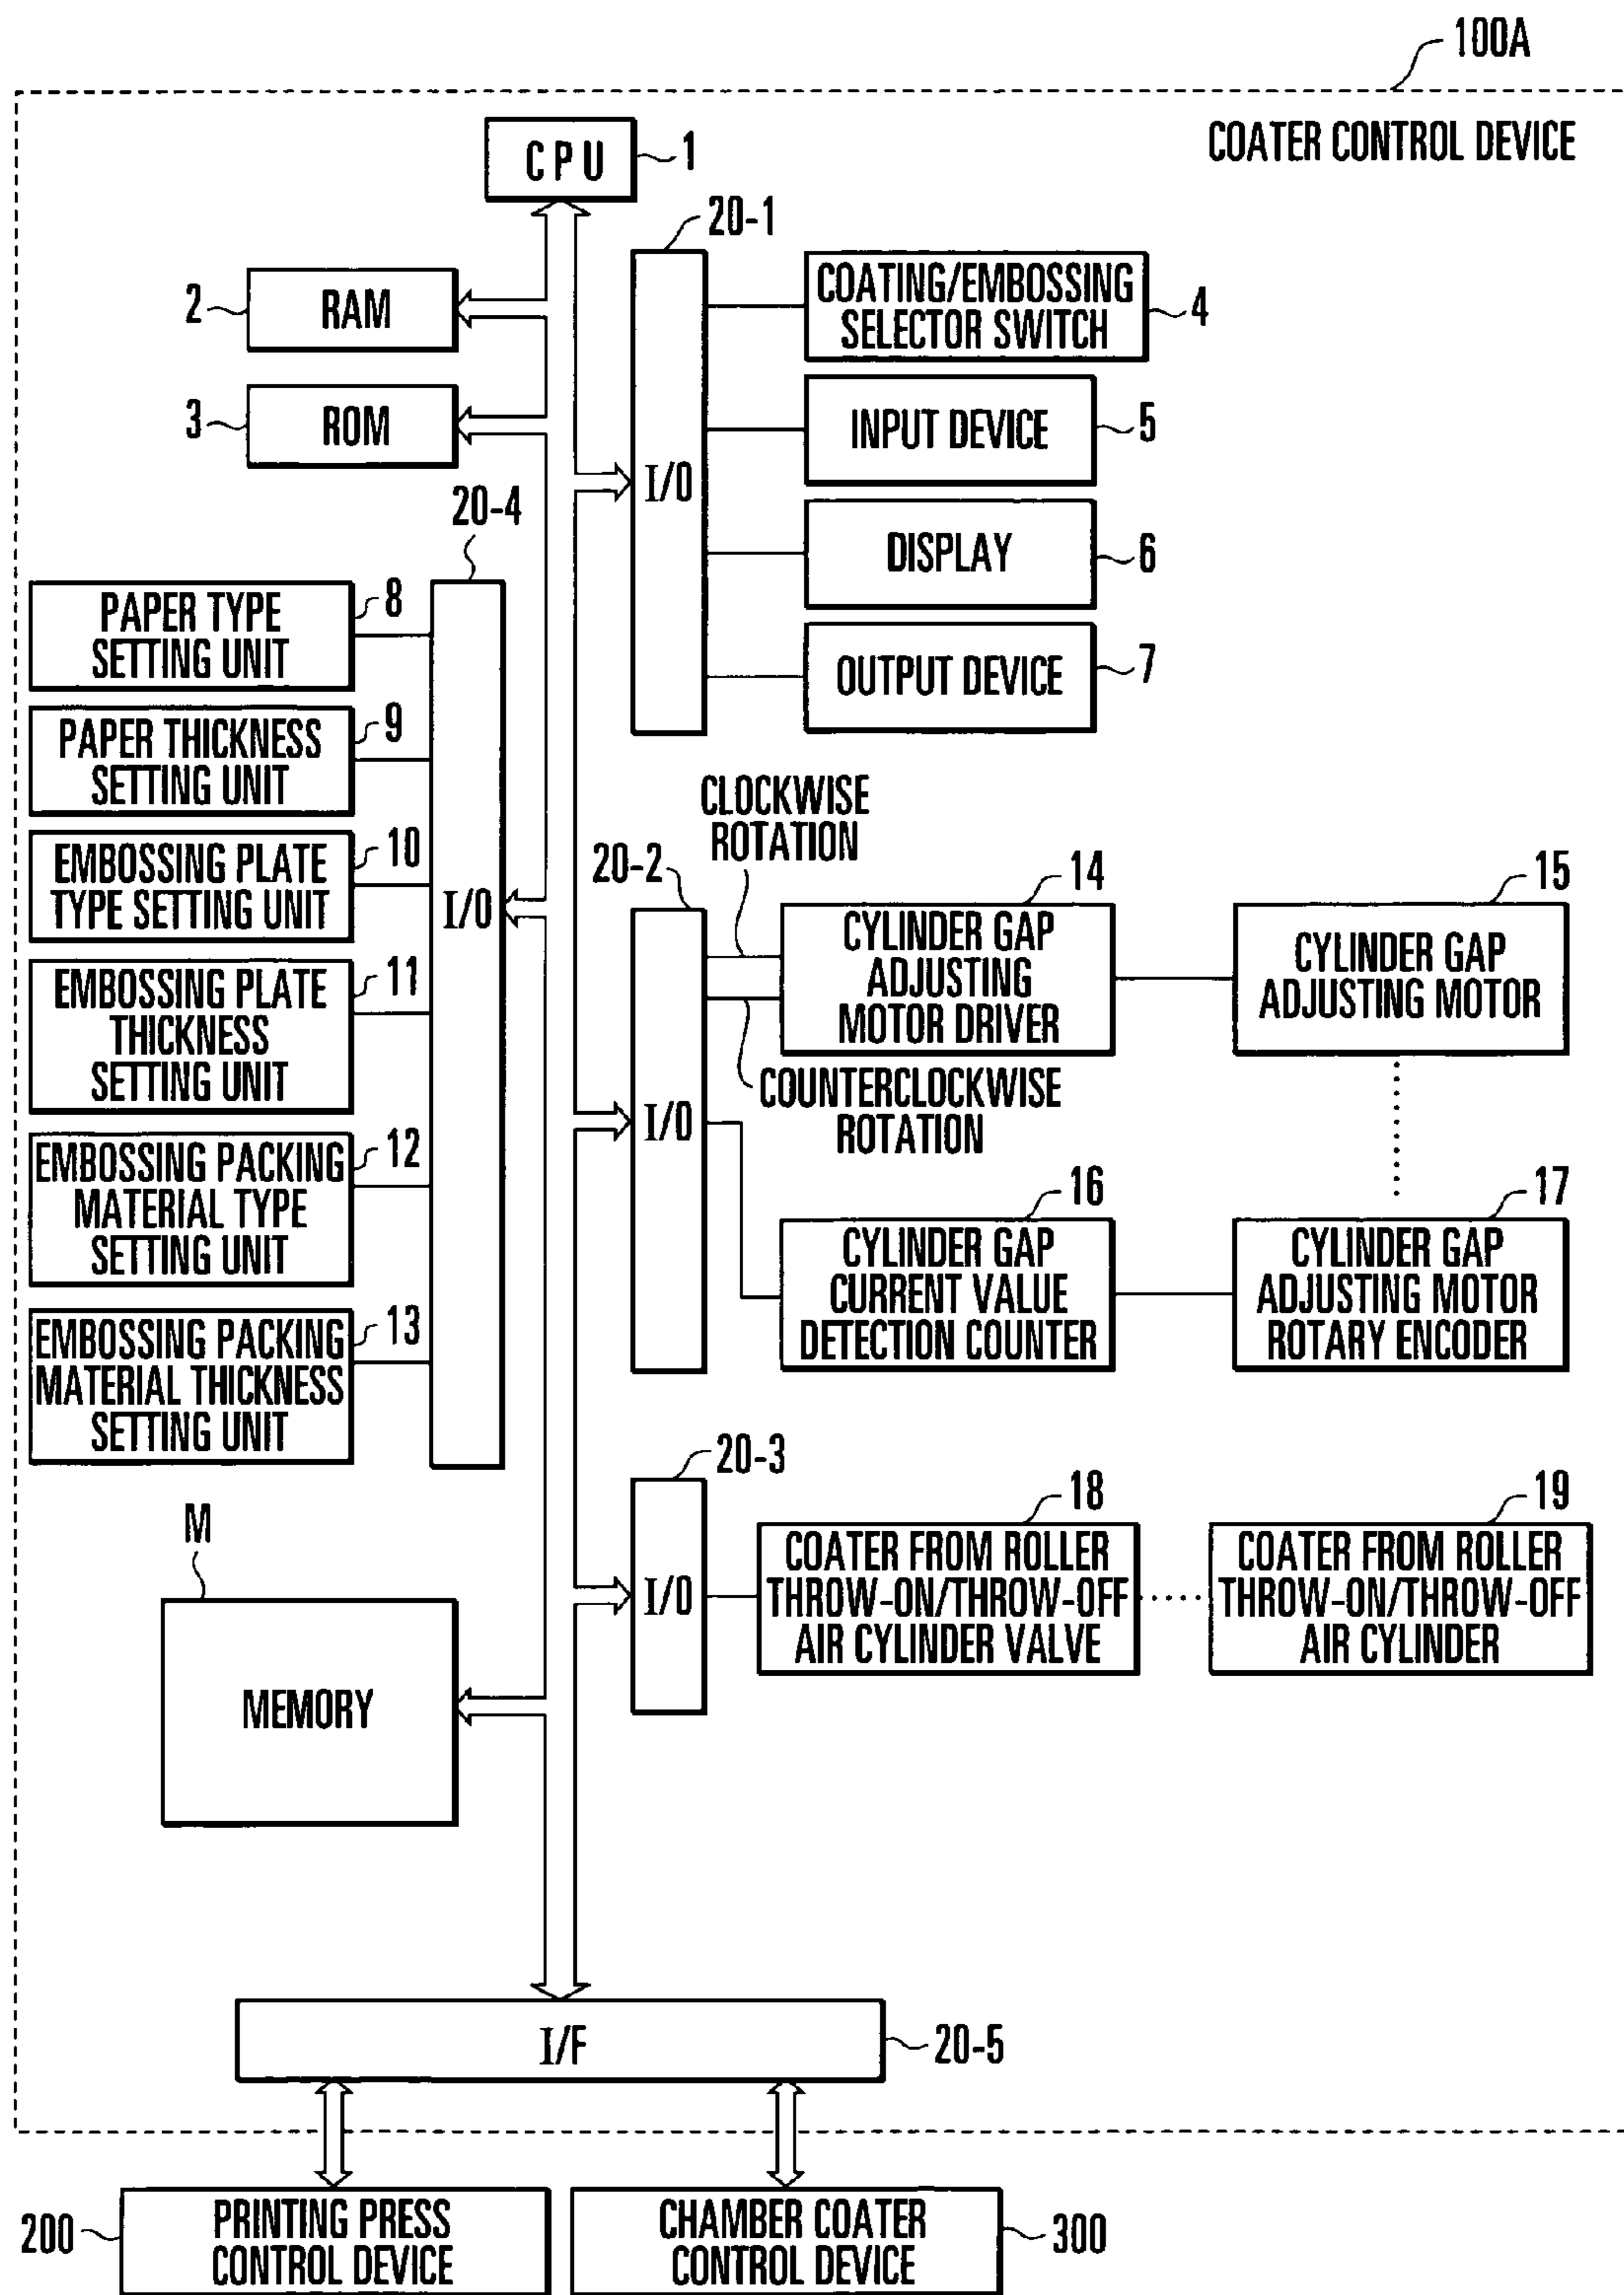 100A
COATER CONTROL DEVICE
CPU
1
20-1
2
RAM
COATING/EMBOSSING
SELECTOR SWITCH
4
3
ROM
INPUT DEVICE
5
I/O
20-4
DISPLAY
6
PAPER TYPE
SETTING UNIT
8
OUTPUT DEVICE
7
PAPER THICKNESS
SETTING UNIT
9
EMBOSSING PLATE
TYPE SETTING UNIT
10
I/O
EMBOSSING PLATE
THICKNESS
SETTING UNIT
11
EMBOSSING PACKING
MATERIAL TYPE
SETTING UNIT
12
EMBOSSING PACKING
MATERIAL THICKNESS
SETTING UNIT
13
CLOCKWISE
ROTATION
20-2
14
CYLINDER GAP
ADJUSTING
MOTOR DRIVER
15
CYLINDER GAP
ADJUSTING MOTOR
COUNTERCLOCKWISE
ROTATION
I/O
16
CYLINDER GAP
CURRENT VALUE
DETECTION COUNTER
17
CYLINDER GAP
ADJUSTING MOTOR
ROTARY ENCODER
20-3
I/O
18
COATER FROM ROLLER
THROW-ON/THROW-OFF
AIR CYLINDER VALVE
19
COATER FROM ROLLER
THROW-ON/THROW-OFF
AIR CYLINDER
M
MEMORY
I/F
20-5
200
PRINTING PRESS
CONTROL DEVICE
CHAMBER COATER
CONTROL DEVICE
300